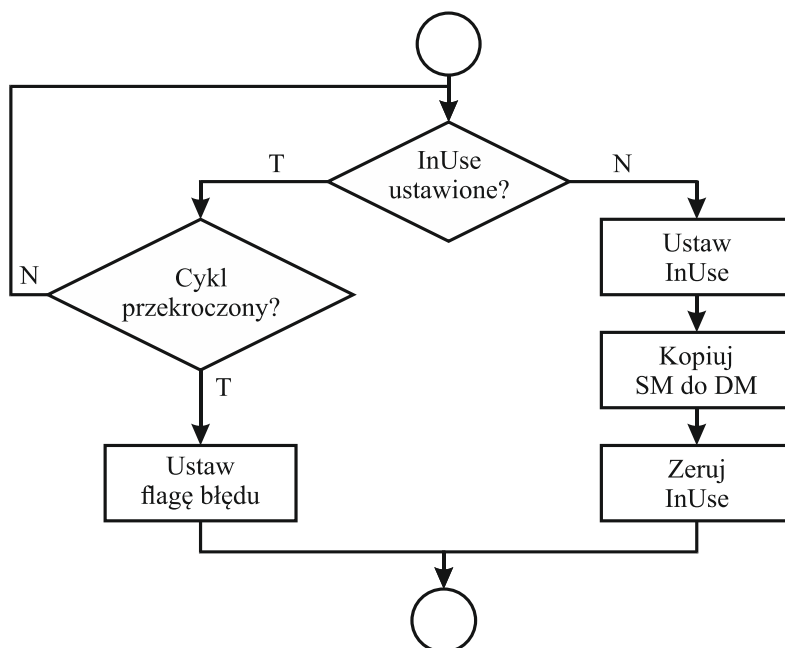 InUse
ustawione?
T
N
Cykl
przekroczony?
N
T
Ustaw
InUse
Kopiuj
SM do DM
Ustaw
flagę błędu
Zeruj
InUse